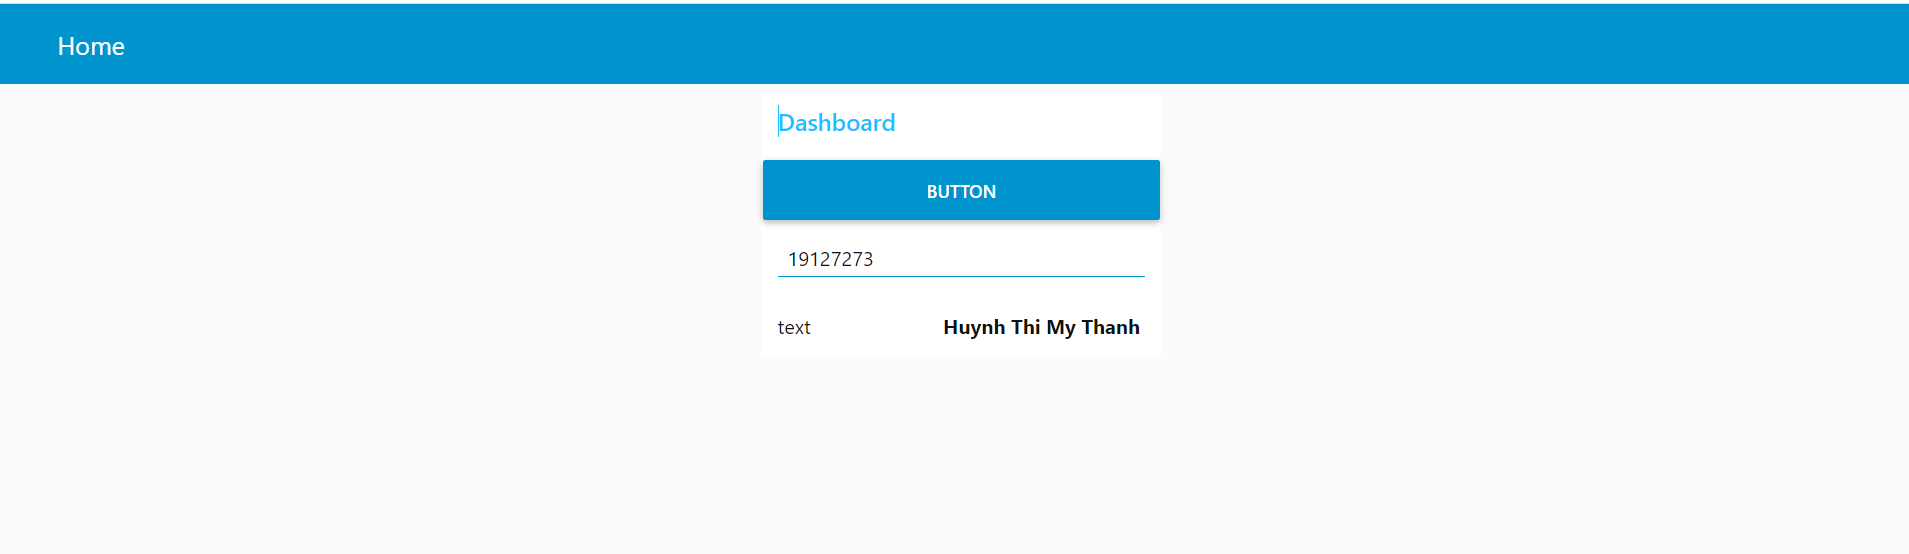 Home
Dashboard
BUTTON
19127273
text Huynh Thi My Thanh